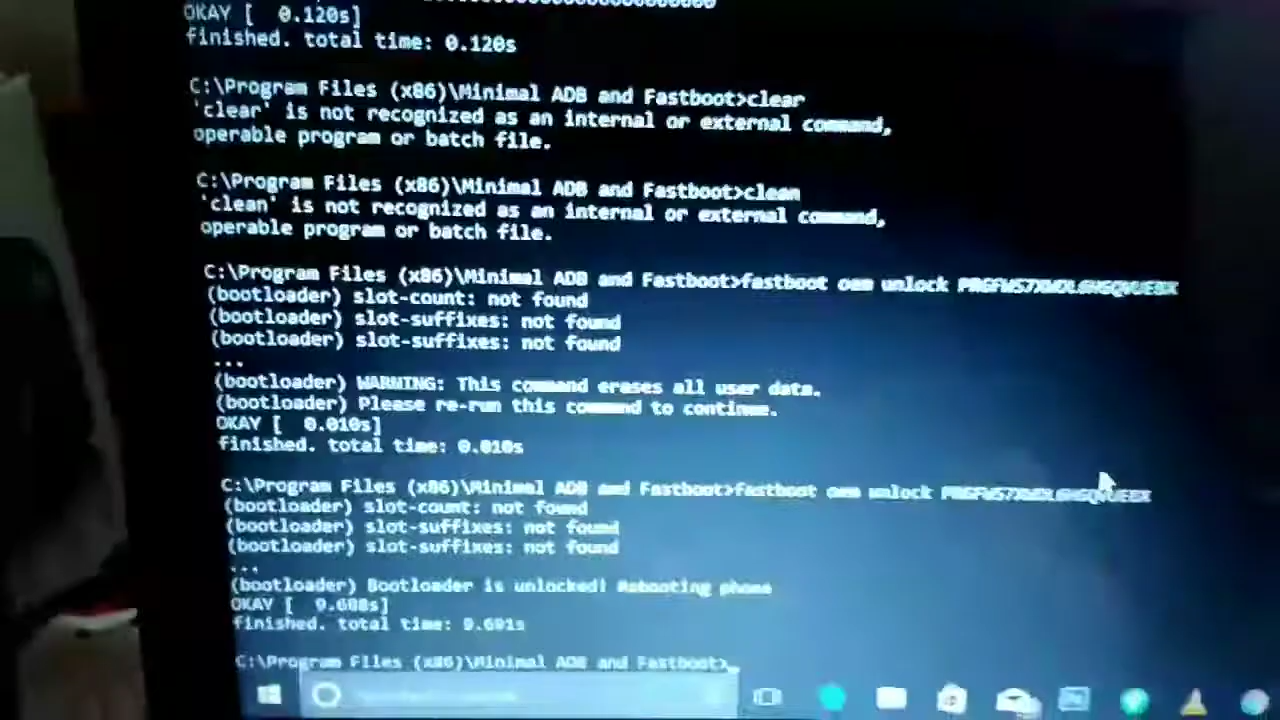 OKAY [  0.120s]
finished. total time: 0.120s
C:\Program Files (x86)\Minimal ADB and Fastboot>clear
'clear' is not recognized as an internal or external command,
operable program or batch file.
C:\Program Files (x86)\Minimal ADB and Fastboot>clean
'clean' is not recognized as an internal or external command,
operable program or batch file.
C:\Program Files (x86)\Minimal ADB and Fastboot>fastboot oem unlock
(bootloader) slot-count: not found
(bootloader) slot-suffixes: not found
(bootloader) slot-suffixes: not found
...
(bootloader) WARNING: This command erases all user data.
(bootloader) Please re-run this command to continue.
OKAY [  0.010s]
finished. total time: 0.010s
C:\Program Files (x86)\Minimal ADB and Fastboot>fastboot oem unlock
(bootloader) slot-count: not found
(bootloader) slot-suffixes: not found
(bootloader) slot-suffixes: not found
...
(bootloader) Bootloader is unlocked! Rebooting phone
OKAY [
finished. total time: 9.691s
C:\Program Files (x86)\Minimal ADB and Fastboot>_